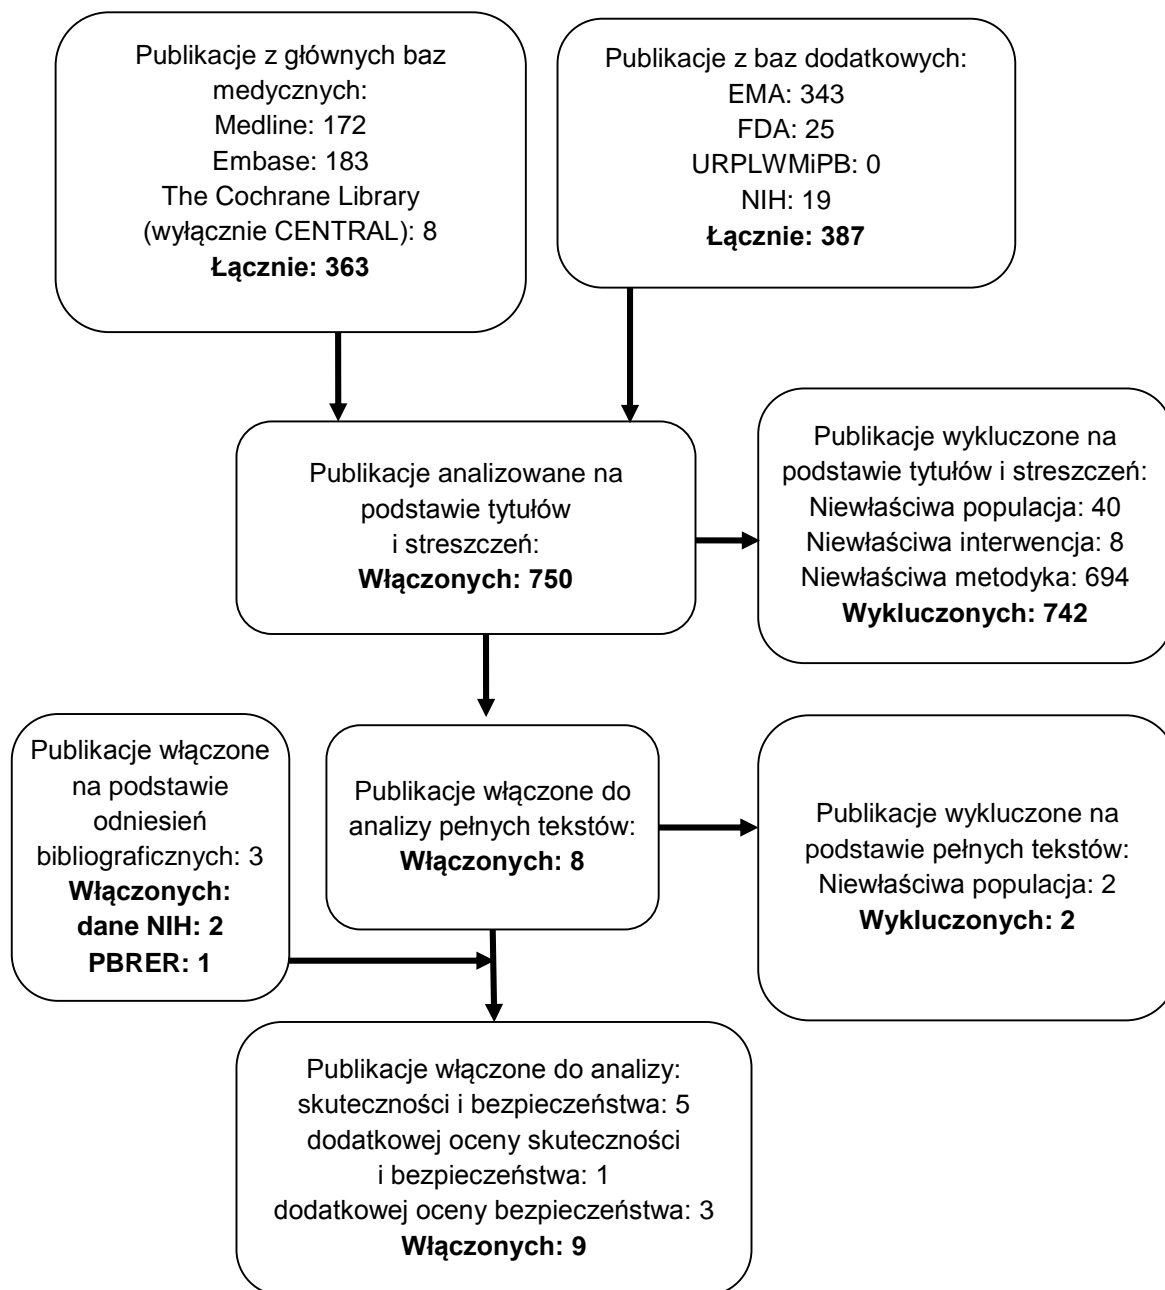 Publikacje z głównych baz
medycznych:
Medline: 172
Embase: 183
The Cochrane Library
(wyłącznie CENTRAL): 8
Łącznie: 363
Publikacje z baz dodatkowych:
EMA: 343
FDA: 25
URPLWMiPB: 0
NIH: 19
Łącznie: 387
Publikacje analizowane na
podstawie tytułów
i streszczeń:
Włączonych: 750
Publikacje wykluczone na
podstawie tytułów i streszczeń:
Niewłaściwa populacja: 40
Niewłaściwa interwencja: 8
Niewłaściwa metodyka: 694
Wykluczonych: 742
Publikacje włączone
na podstawie
odniesień
bibliograficznych: 3
Włączonych:
dane NIH: 2
PBRER: 1
Publikacje włączone do
analizy pełnych tekstów:
Włączonych: 8
Publikacje wykluczone na
podstawie pełnych tekstów:
Niewłaściwa populacja: 2
Wykluczonych: 2
Publikacje włączone do analizy:
skuteczności i bezpieczeństwa: 5
dodatkowej oceny skuteczności
i bezpieczeństwa: 1
dodatkowej oceny bezpieczeństwa: 3
Włączonych: 9